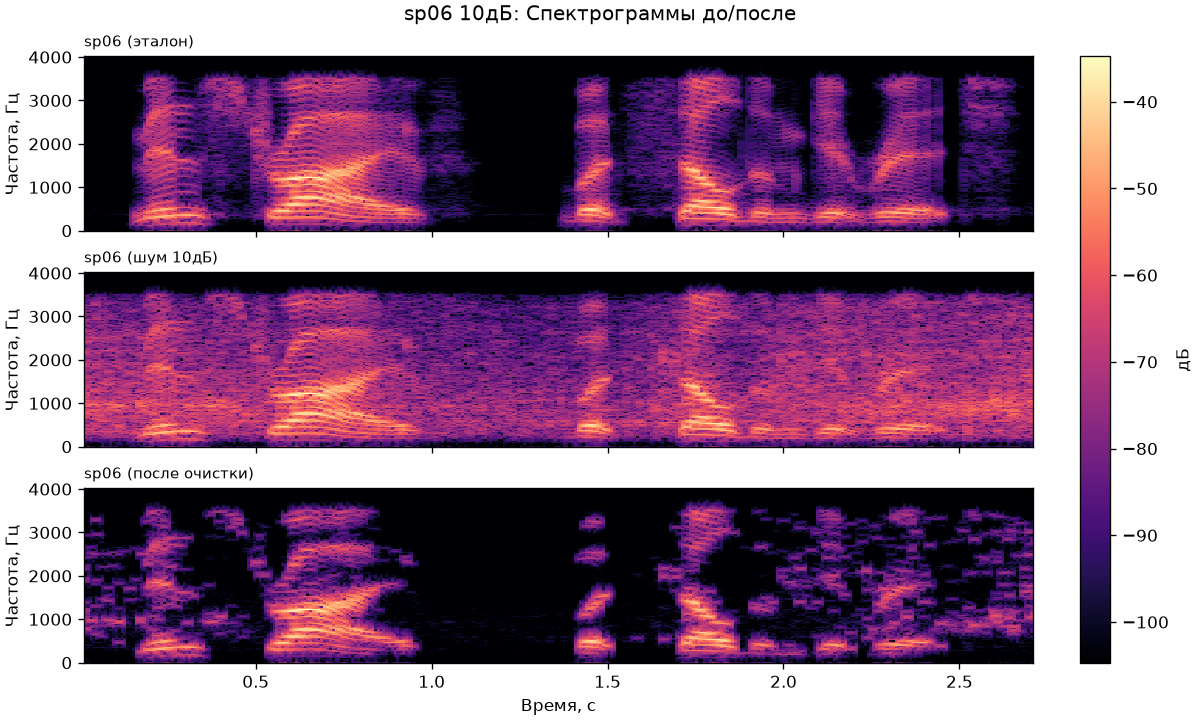 sp06 10дБ: Спектрограммы до/после
sp06 (эталон)
4000
3000
2000
1000
0
Частота, Гц
sp06 (шум 10дБ)
4000
3000
2000
1000
0
Частота, Гц
sp06 (после очистки)
4000
3000
2000
1000
0
Частота, Гц
0.5 1.0 1.5 2.0 2.5
Время, с
−40
−50
−60
−70
−80
−90
−100
дБ